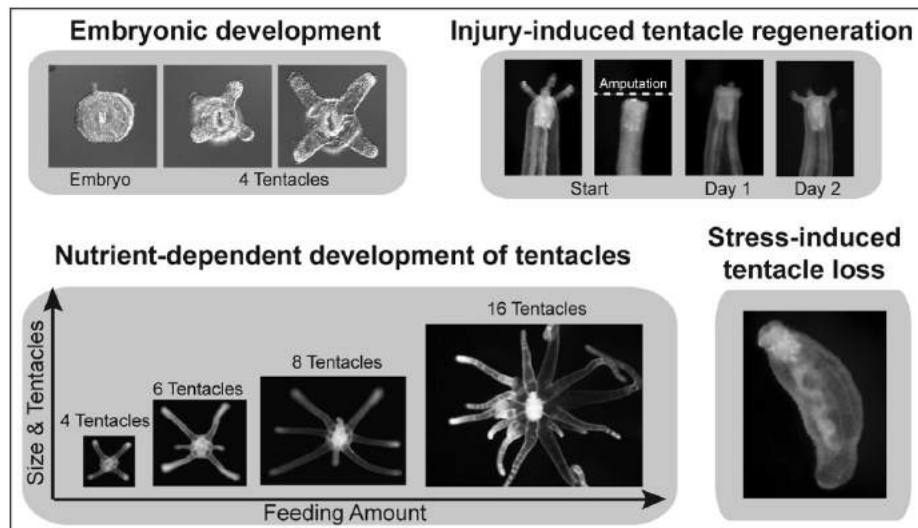 Embryonic development
Embryo
4 Tentacles
Injury-induced tentacle regeneration
Amputation
Start
Day 1
Day 2
Nutrient-dependent development of tentacles
Size & Tentacles
4 Tentacles
6 Tentacles
8 Tentacles
16 Tentacles
Feeding Amount
Stress-induced
tentacle loss